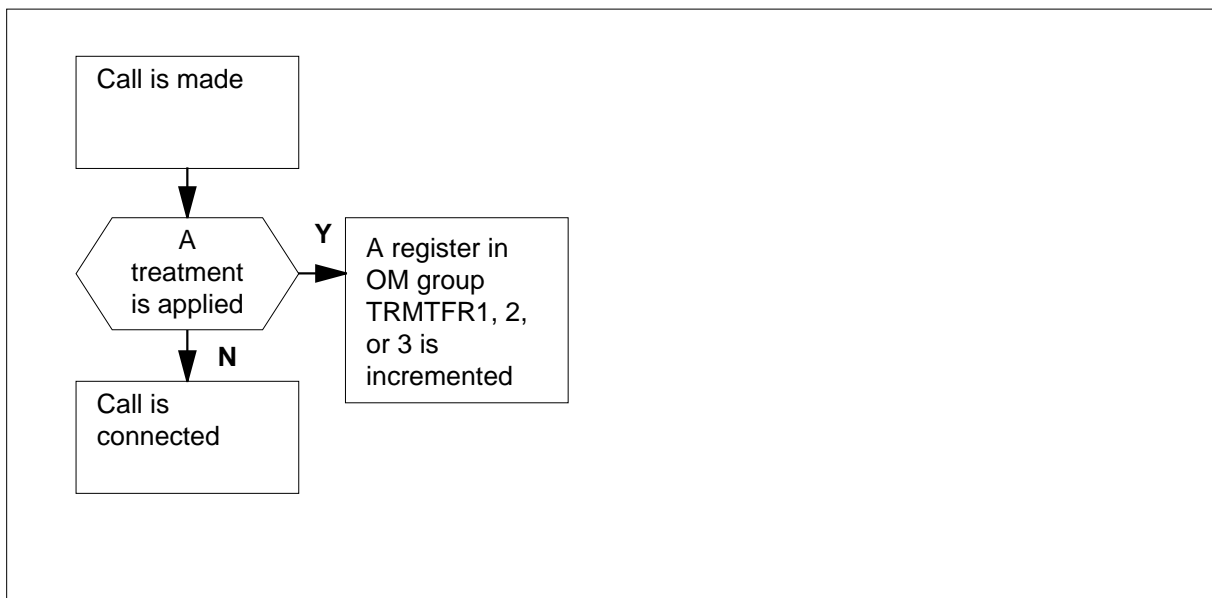 Call is made
A
treatment
is applied
Y
A register in
OM group
TRMTFR1, 2,
or 3 is
incremented
N
Call is
connected